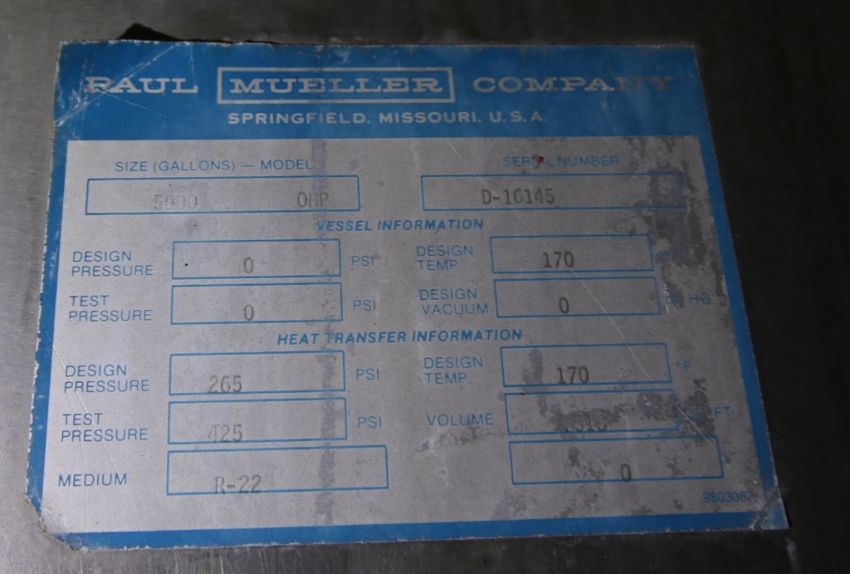 PAUL MUELLER COMPANY
SPRINGFIELD, MISSOURI, U.S.A.
SIZE (GALLONS) — MODEL SERIAL NUMBER
5000 OHP D-16145
VESSEL INFORMATION
DESIGN PRESSURE 0 PSI DESIGN TEMP 170
TEST PRESSURE 0 PSI DESIGN VACUUM 0 HG
HEAT TRANSFER INFORMATION
DESIGN PRESSURE 265 PSI DESIGN TEMP 170 °F
TEST PRESSURE 425 PSI VOLUME FT
MEDIUM R-22 0